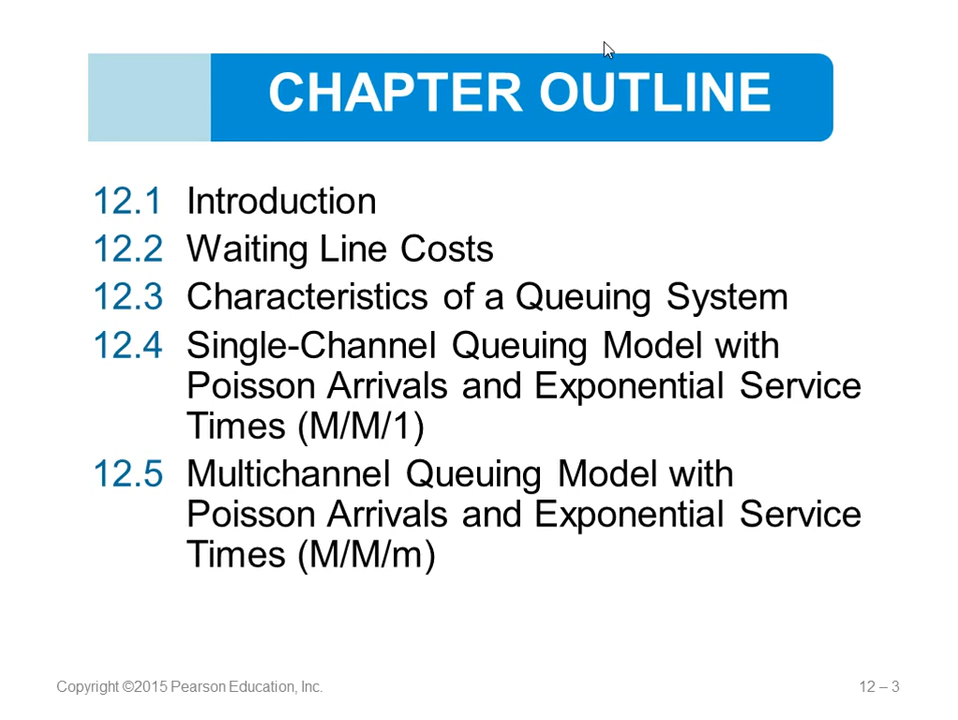 CHAPTER OUTLINE
12.1 Introduction
12.2 Waiting Line Costs
12.3 Characteristics of a Queuing System
12.4 Single-Channel Queuing Model with
Poisson Arrivals and Exponential Service
Times (M/M/1)
12.5 Multichannel Queuing Model with
Poisson Arrivals and Exponential Service
Times (M/M/m)
Copyright ©2015 Pearson Education, Inc.
12 – 3